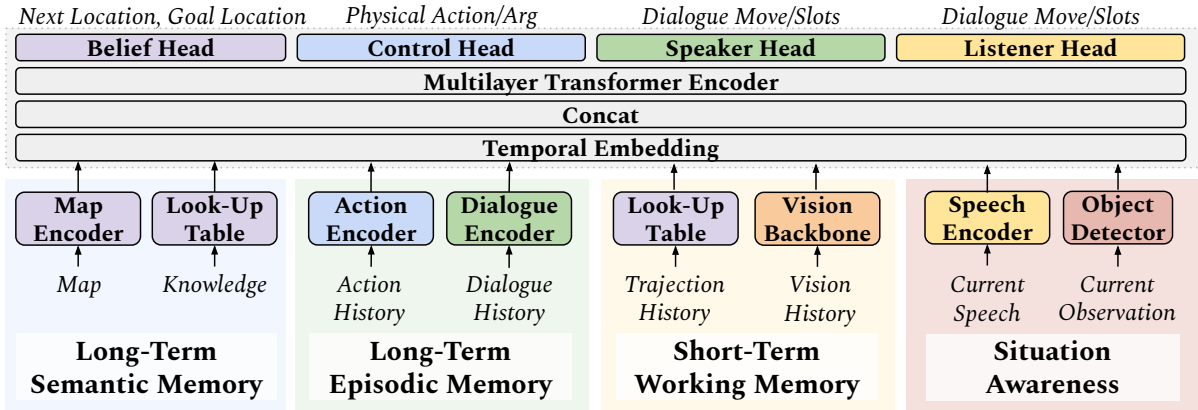 Next Location, Goal Location
Physical Action/Arg
Dialogue Move/Slots
Dialogue Move/Slots
Belief Head
Control Head
Speaker Head
Listener Head
Multilayer Transformer Encoder
Concat
Temporal Embedding
Map
Encoder
Look-Up
Table
Action
Encoder
Dialogue
Encoder
Look-Up
Table
Vision
Backbone
Speech
Encoder
Object
Detector
Map
Knowledge
Action
History
Dialogue
History
Trajection
History
Vision
History
Current
Speech
Current
Observation
Long-Term
Semantic Memory
Long-Term
Episodic Memory
Short-Term
Working Memory
Situation
Awareness